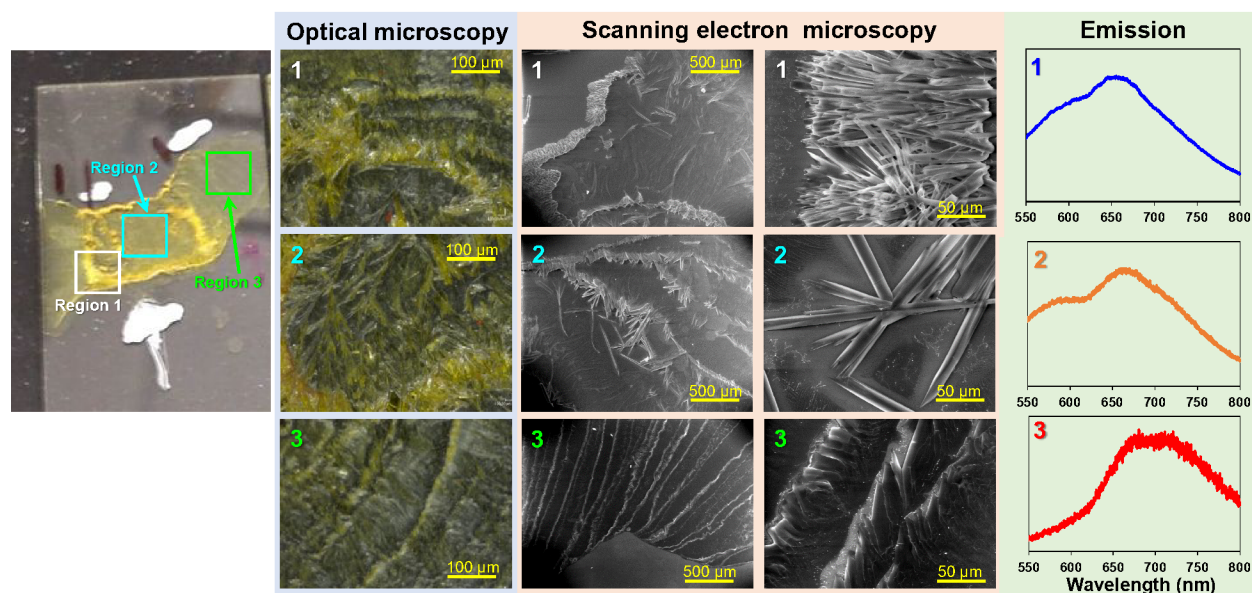 Optical microscopy
Scanning electron microscopy
Emission
Region 2
Region 3
Region 1
1
100 µm
1
500 µm
1
50 µm
1
550 600 650 700 750 800
2
100 µm
2
500 µm
2
50 µm
2
550 600 650 700 750 800
3
100 µm
3
500 µm
3
50 µm
3
550 600 650 700 750 800
Wavelength (nm)